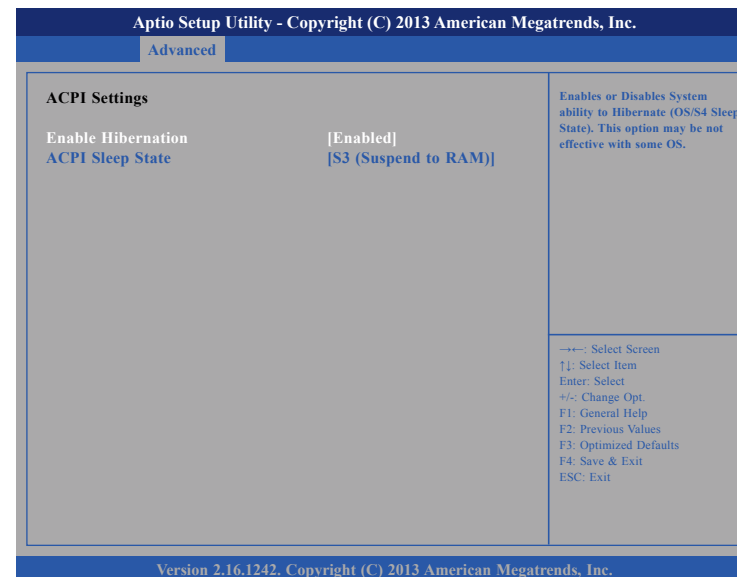 Aptio Setup Utility - Copyright (C) 2013 American Megatrends, Inc.
Advanced
ACPI Settings
Enable Hibernation [Enabled]
ACPI Sleep State [S3 (Suspend to RAM)]
Enables or Disables System
ability to Hibernate (OS/S4 Sleep
State). This option may be not
effective with some OS.
→←: Select Screen
↑↓: Select Item
Enter: Select
+/-: Change Opt.
F1: General Help
F2: Previous Values
F3: Optimized Defaults
F4: Save & Exit
ESC: Exit
Version 2.16.1242. Copyright (C) 2013 American Megatrends, Inc.